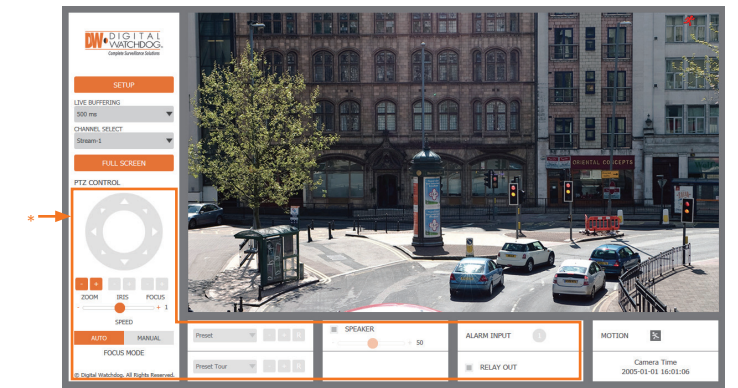 DIGITAL
DW WATCHDOG
Complete Surveillance Solutions
SETUP
LIVE BUFFERING
500 ms
CHANNEL SELECT
Stream-1
FULL SCREEN
PTZ CONTROL
*
- + - + - +
ZOOM IRIS FOCUS
- + 1
SPEED
AUTO MANUAL
FOCUS MODE
© Digital Watchdog, All Rights Reserved.
ORIENTAL CONCEPTS
Preset
Preset Tour
SPEAKER
- + 50
ALARM INPUT 1
RELAY OUT
MOTION
Camera Time
2005-01-01 16:01:06